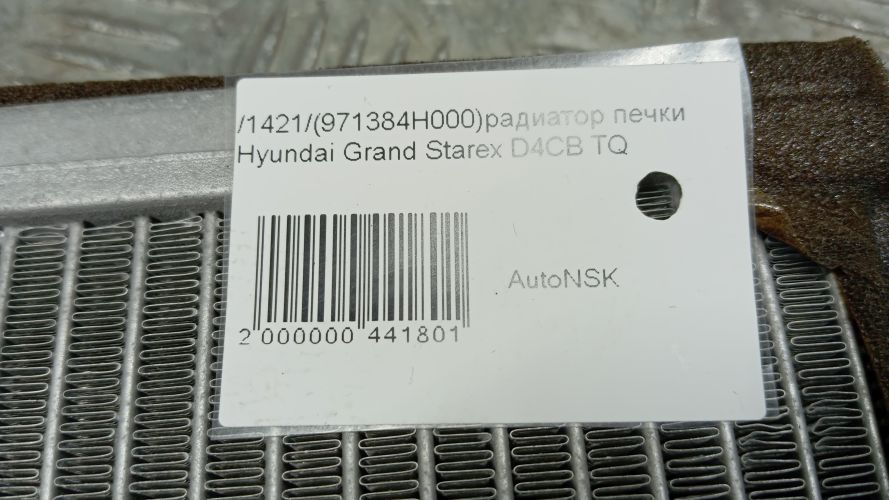 /1421/(971384H000)радиатор печки
Hyundai Grand Starex D4CB TQ
AutoNSK
2 000000 441801